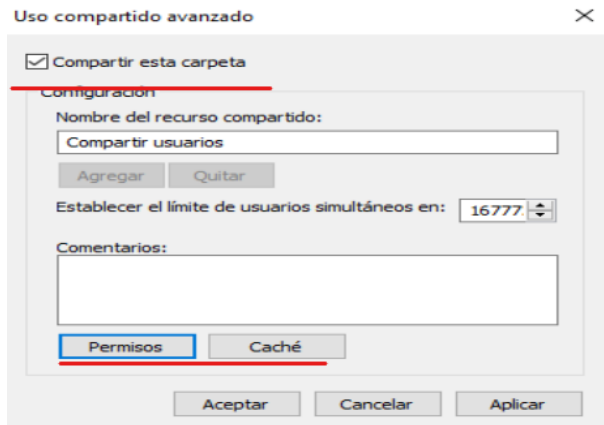 Uso compartido avanzado
Compartir esta carpeta
Configuración
Nombre del recurso compartido:
Compartir usuarios
Agregar Quitar
Establecer el límite de usuarios simultáneos en: 16777
Comentarios:
Permisos Caché
Aceptar Cancelar Aplicar